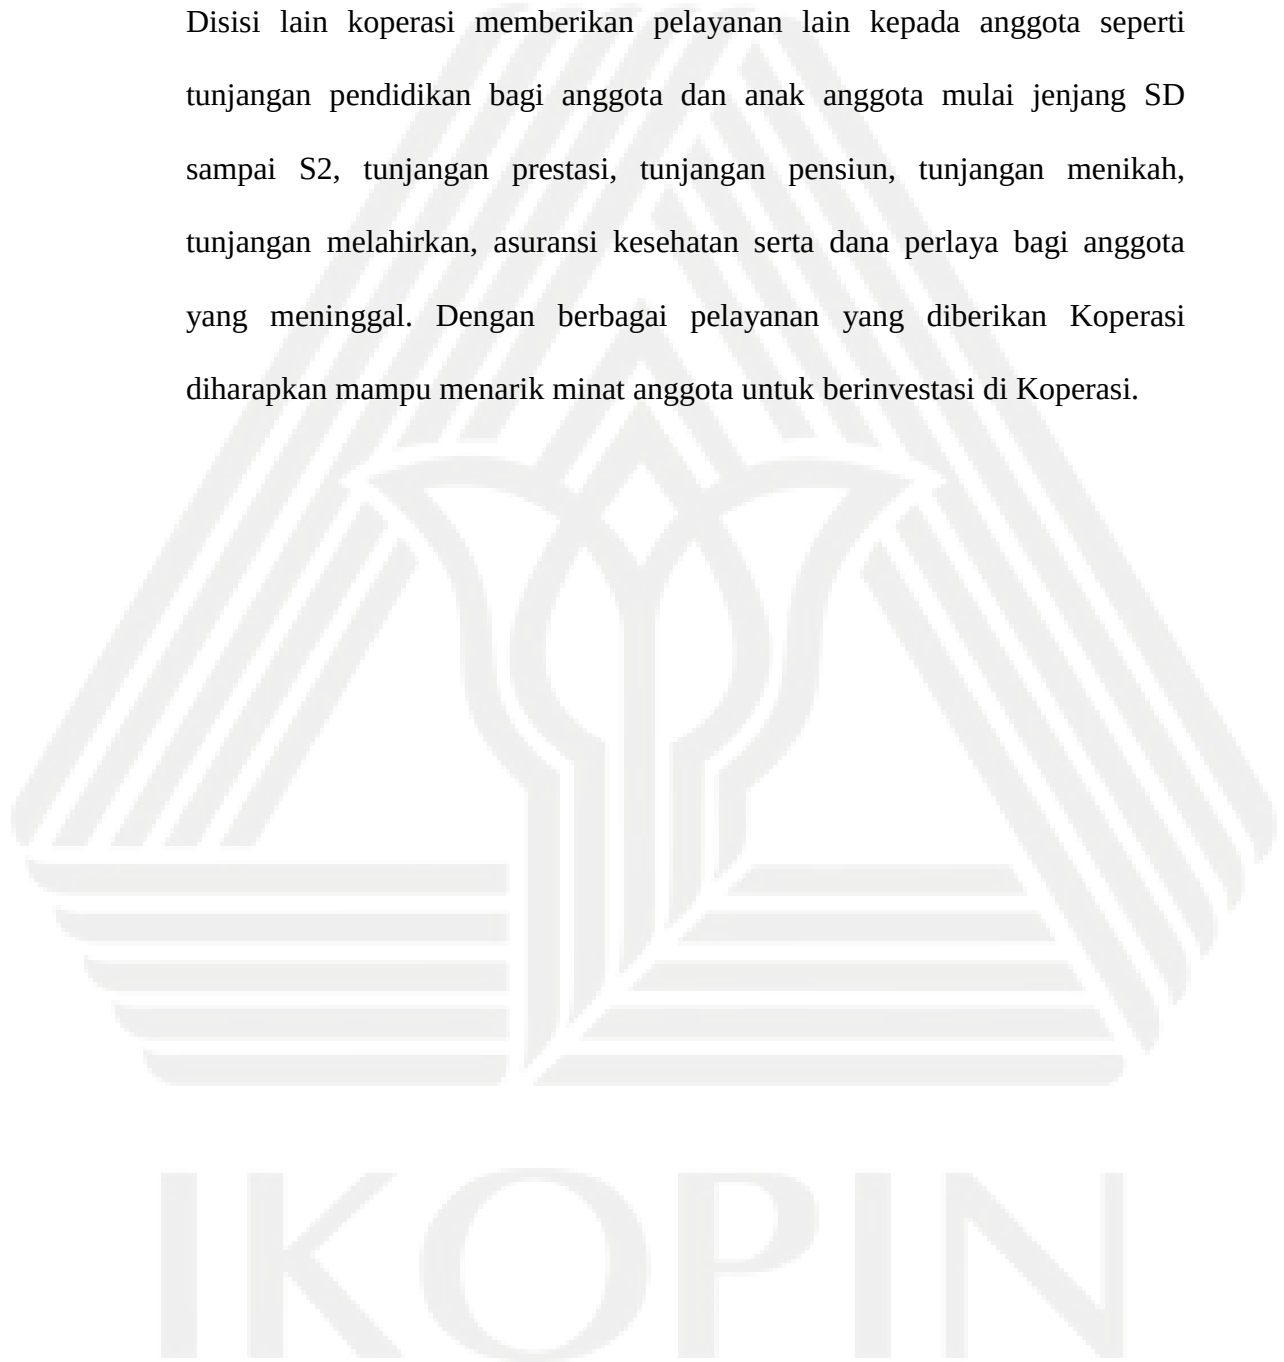 Disisi lain koperasi memberikan pelayanan lain kepada anggota seperti
tunjangan pendidikan bagi anggota dan anak anggota mulai jenjang SD
sampai S2, tunjangan prestasi, tunjangan pensiun, tunjangan menikah,
tunjangan melahirkan, asuransi kesehatan serta dana perlaya bagi anggota
yang meninggal. Dengan berbagai pelayanan yang diberikan Koperasi
diharapkan mampu menarik minat anggota untuk berinvestasi di Koperasi.
IKOPIN